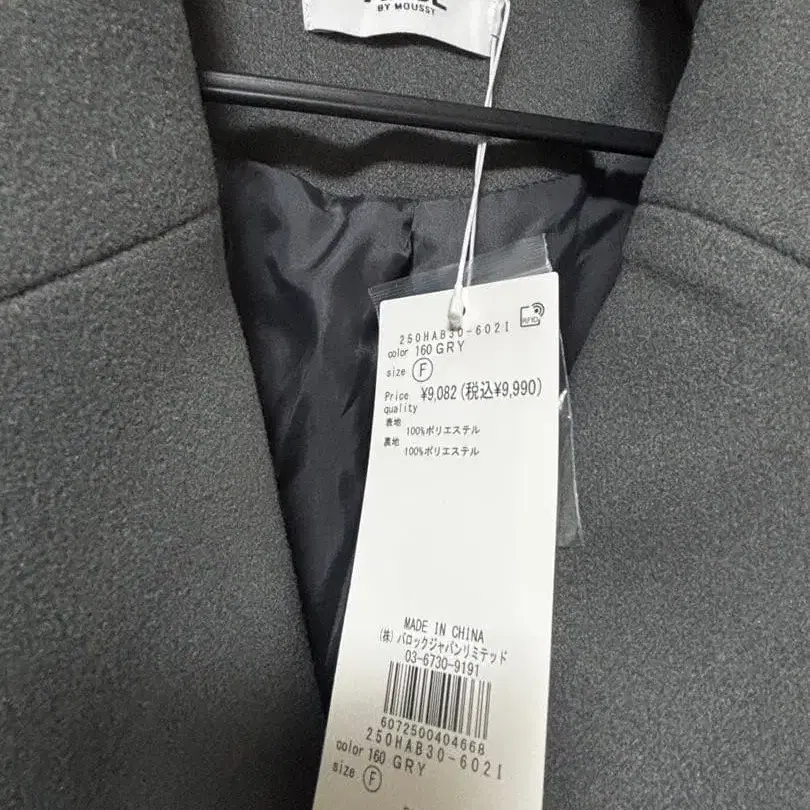 BY MOUSSY
RFID
250HAB30-6021
color 160 GRY
size F
Price ¥9,082(税込¥9,990)
quality
表地
100%ポリエステル
裏地
100%ポリエステル
MADE IN CHINA
(株)バロックジャパンリミテッド
03-6730-9191
6072500404668
250HAB30-6021
color 160 GRY
size F